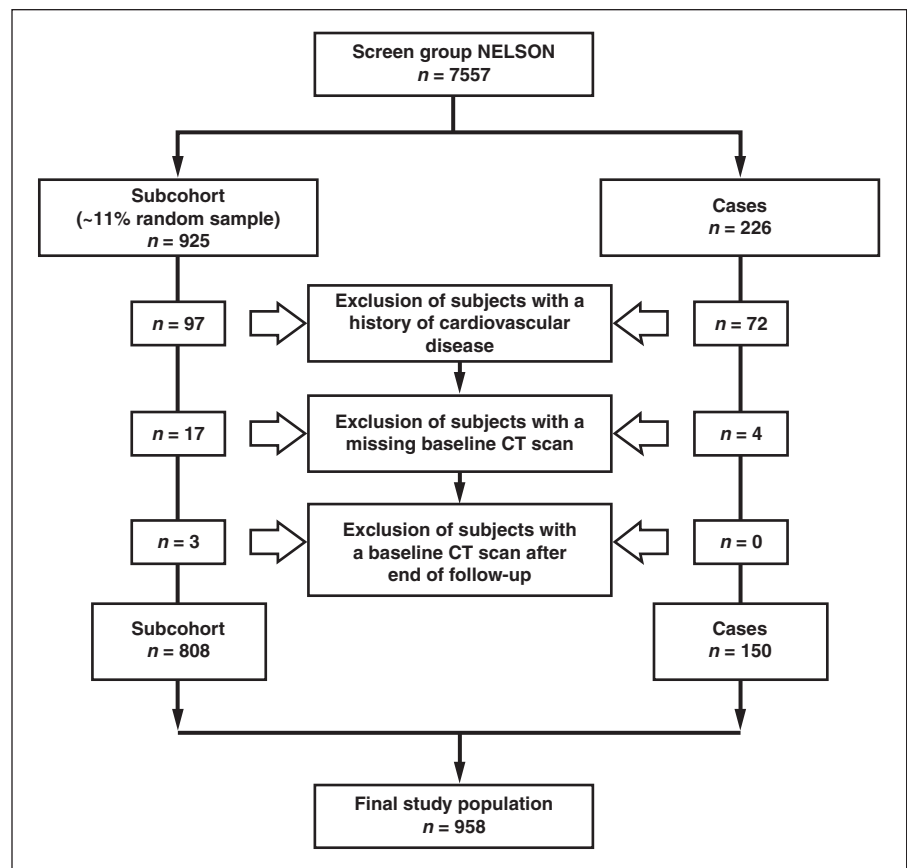 Screen group NELSON
n = 7557
Subcohort
(~11% random sample)
n = 925
Cases
n = 226
n = 97
Exclusion of subjects with a
history of cardiovascular
disease
n = 72
n = 17
Exclusion of subjects with a
missing baseline CT scan
n = 4
n = 3
Exclusion of subjects with
a baseline CT scan after
end of follow-up
n = 0
Subcohort
n = 808
Cases
n = 150
Final study population
n = 958